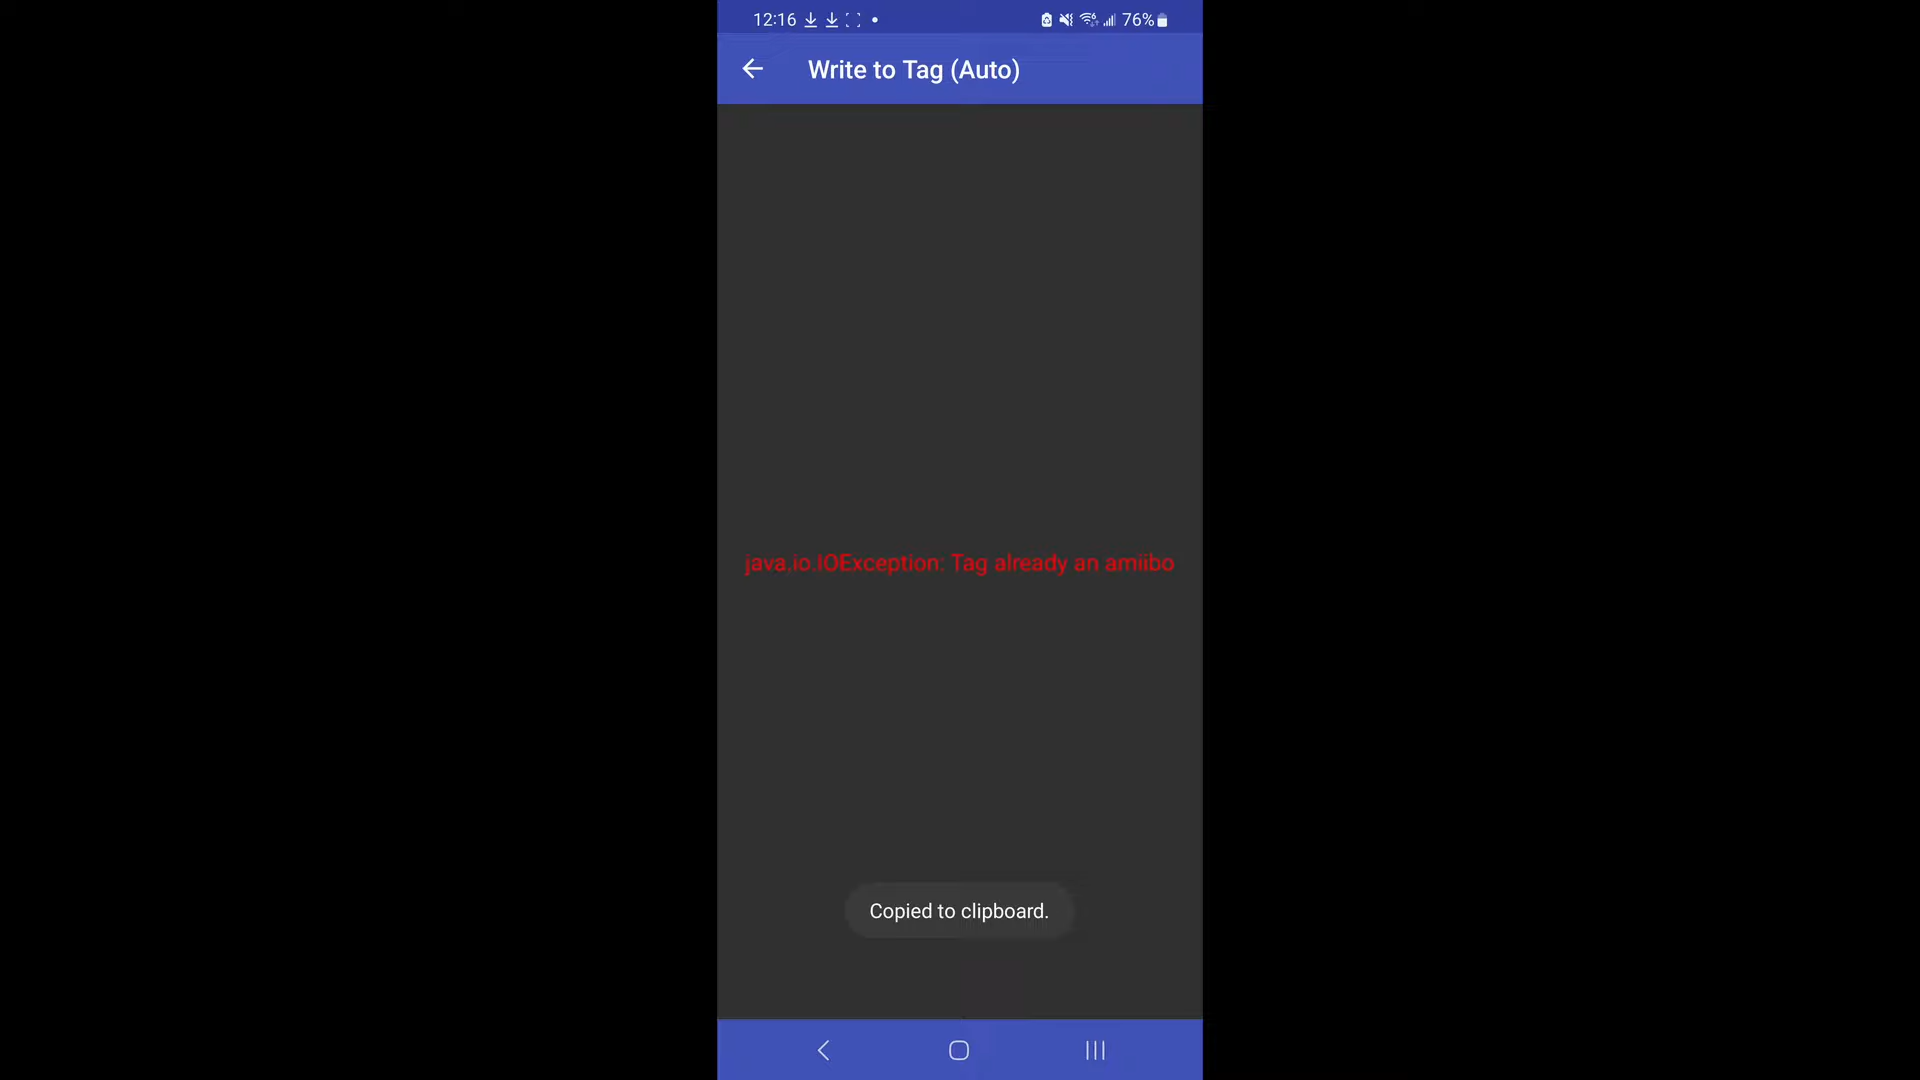 12:16
76%
Write to Tag (Auto)
java.io.IOException: Tag already an amiibo
Copied to clipboard.